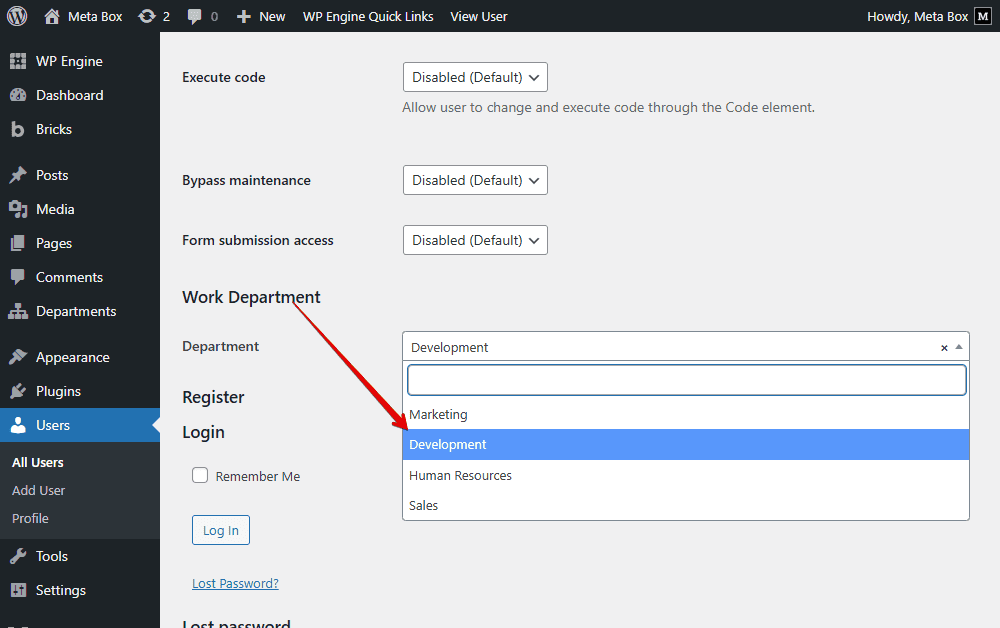 Meta Box 2 0 New WP Engine Quick Links View User Howdy, Meta Box M
WP Engine
Dashboard
Bricks
Posts
Media
Pages
Comments
Departments
Appearance
Plugins
Users
All Users
Add User
Profile
Tools
Settings
Execute code Disabled (Default)
Allow user to change and execute code through the Code element.
Bypass maintenance Disabled (Default)
Form submission access Disabled (Default)
Work Department
Department Development ×
Marketing
Development
Human Resources
Sales
Register
Login
Remember Me
Log In
Lost Password?
Lost password